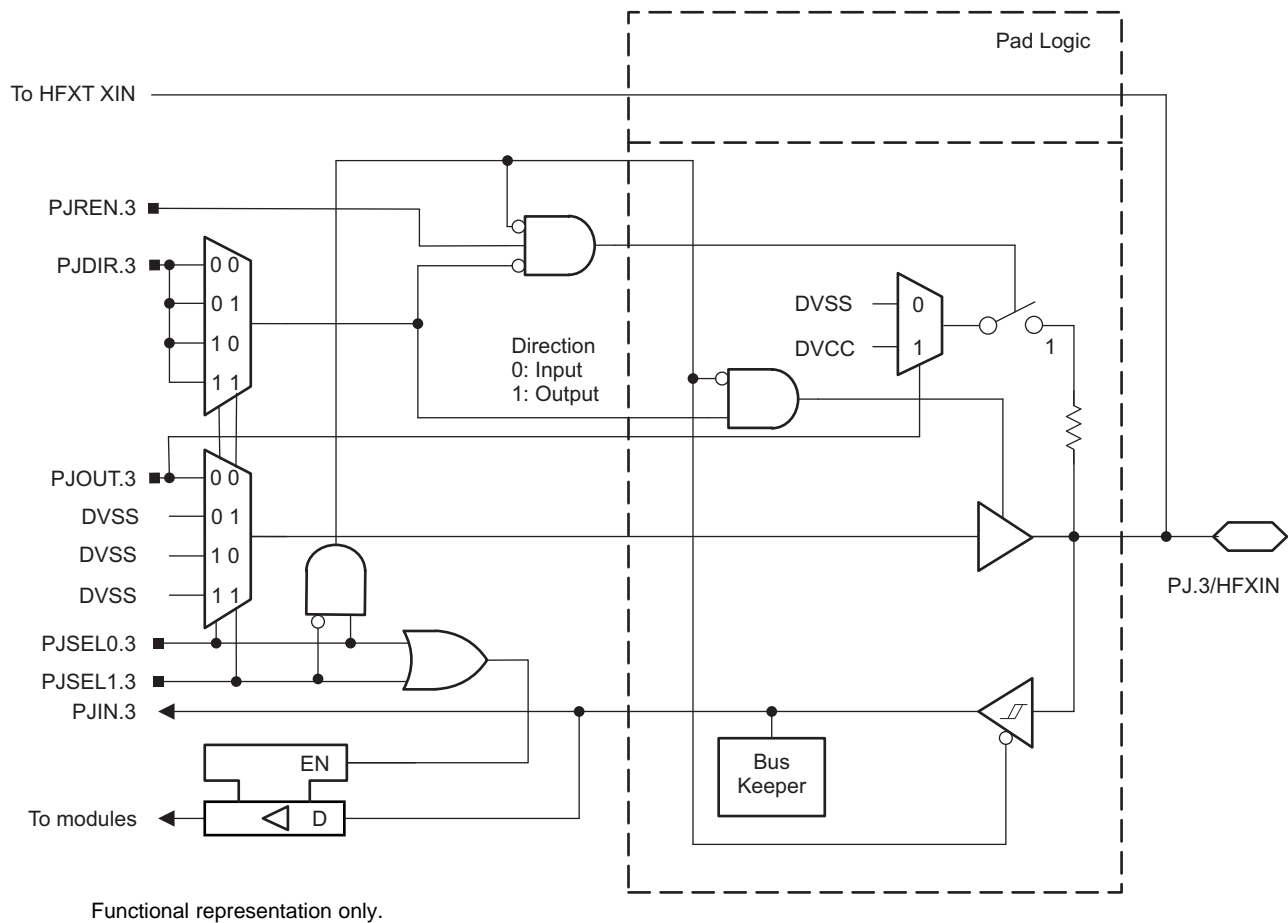 Pad Logic
To HFXT XIN
PJREN.3
PJDIR.3
0 0
0 1
1 0
1 1
Direction
0: Input
1: Output
DVSS
0
DVCC
1
1
PJOUT.3
0 0
DVSS
0 1
DVSS
1 0
DVSS
1 1
PJ.3/HFXIN
PJSEL0.3
PJSEL1.3
PJIN.3
EN
Bus
Keeper
To modules
D
Functional representation only.